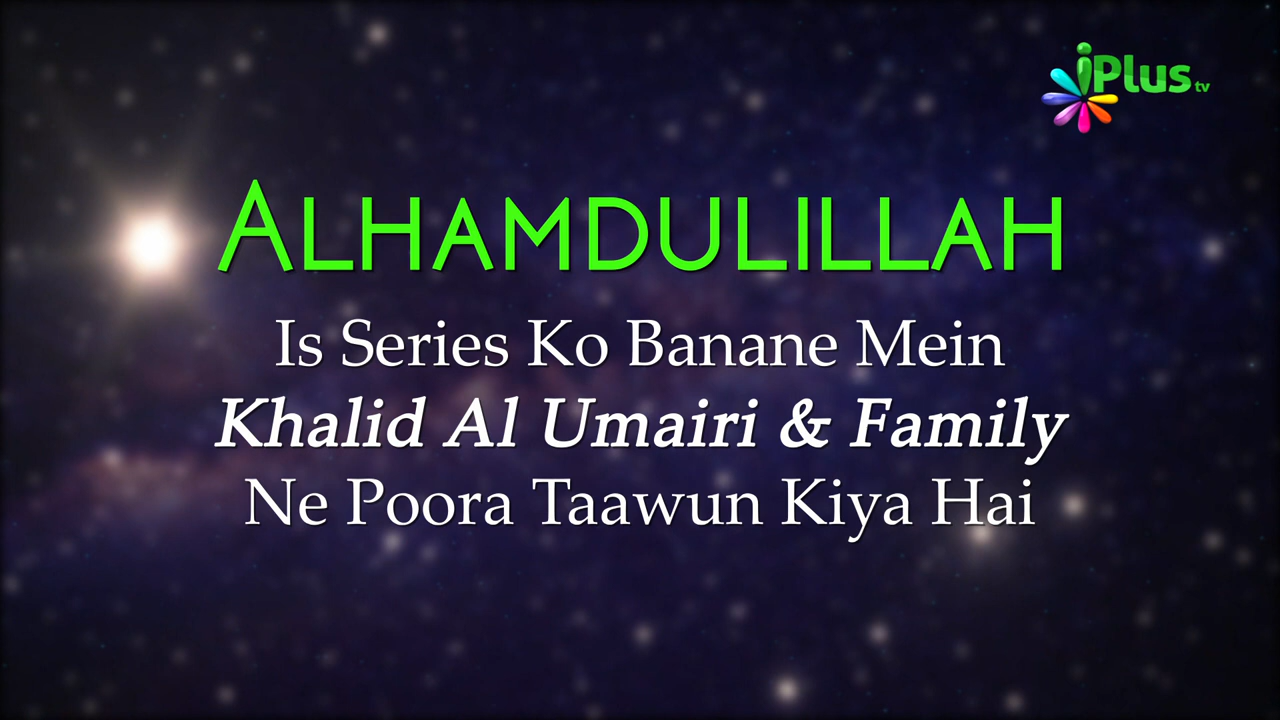 iPlus tv
ALHAMDULILLAH
Is Series Ko Banane Mein
Khalid Al Umairi & Family
Ne Poora Taawun Kiya Hai